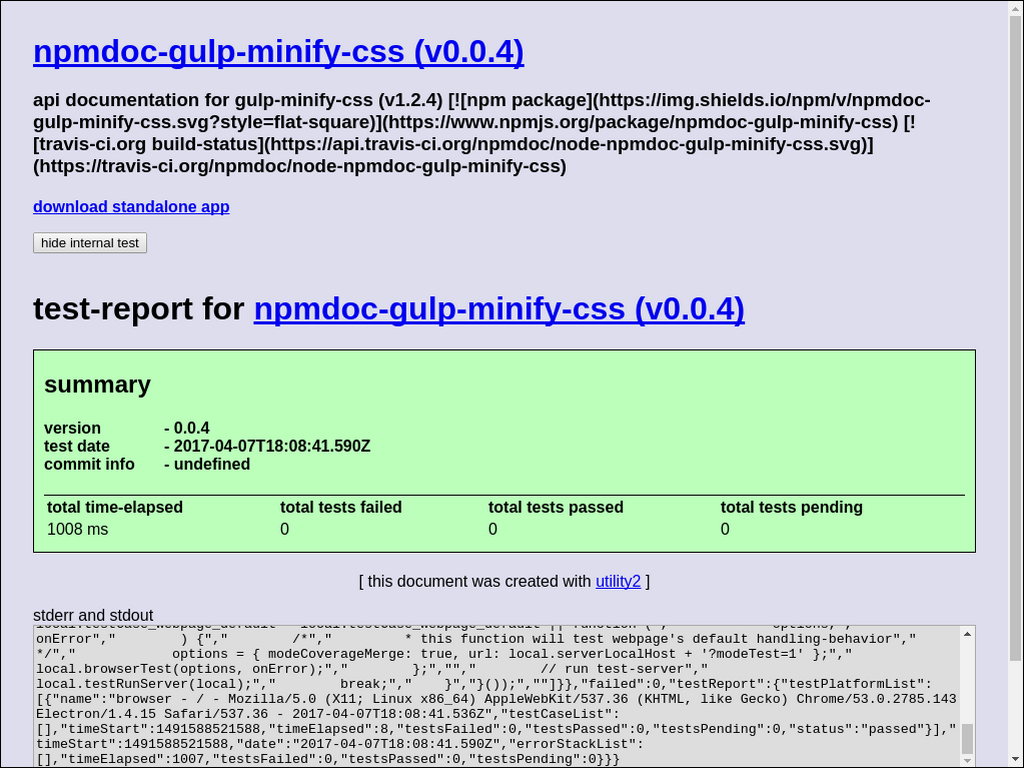 npmdoc-gulp-minify-css (v0.0.4)
api documentation for gulp-minify-css (v1.2.4) [![npm package](https://img.shields.io/npm/v/npmdoc-
gulp-minify-css.svg?style=flat-square)](https://www.npmjs.org/package/npmdoc-gulp-minify-css) [!
[travis-ci.org build-status](https://api.travis-ci.org/npmdoc/node-npmdoc-gulp-minify-css.svg)]
(https://travis-ci.org/npmdoc/node-npmdoc-gulp-minify-css)
download standalone app
hide internal test
test-report for npmdoc-gulp-minify-css (v0.0.4)
summary
version - 0.0.4
test date - 2017-04-07T18:08:41.590Z
commit info - undefined
total time-elapsed total tests failed total tests passed total tests pending
1008 ms 0 0 0
[ this document was created with utility2 ]
stderr and stdout
onError","        ) {","        /*","         * this function will test webpage's default handling-behavior","
*/","            options = { modeCoverageMerge: true, url: local.serverLocalHost + '?modeTest=1' };","
local.browserTest(options, onError);","        };","","        // run test-server","
local.testRunServer(local);","        break;","    }","}());",""]}},"failed":0,"testReport":{"testPlatformList":
[{"name":"browser - / - Mozilla/5.0 (X11; Linux x86_64) AppleWebKit/537.36 (KHTML, like Gecko) Chrome/53.0.2785.143
Electron/1.4.15 Safari/537.36 - 2017-04-07T18:08:41.536Z","testCaseList":
[],"timeStart":1491588521588,"timeElapsed":8,"testsFailed":0,"testsPassed":0,"testsPending":0,"status":"passed"}],"
timeStart":1491588521588,"date":"2017-04-07T18:08:41.590Z","errorStackList":
[],"timeElapsed":1007,"testsFailed":0,"testsPassed":0,"testsPending":0}}}